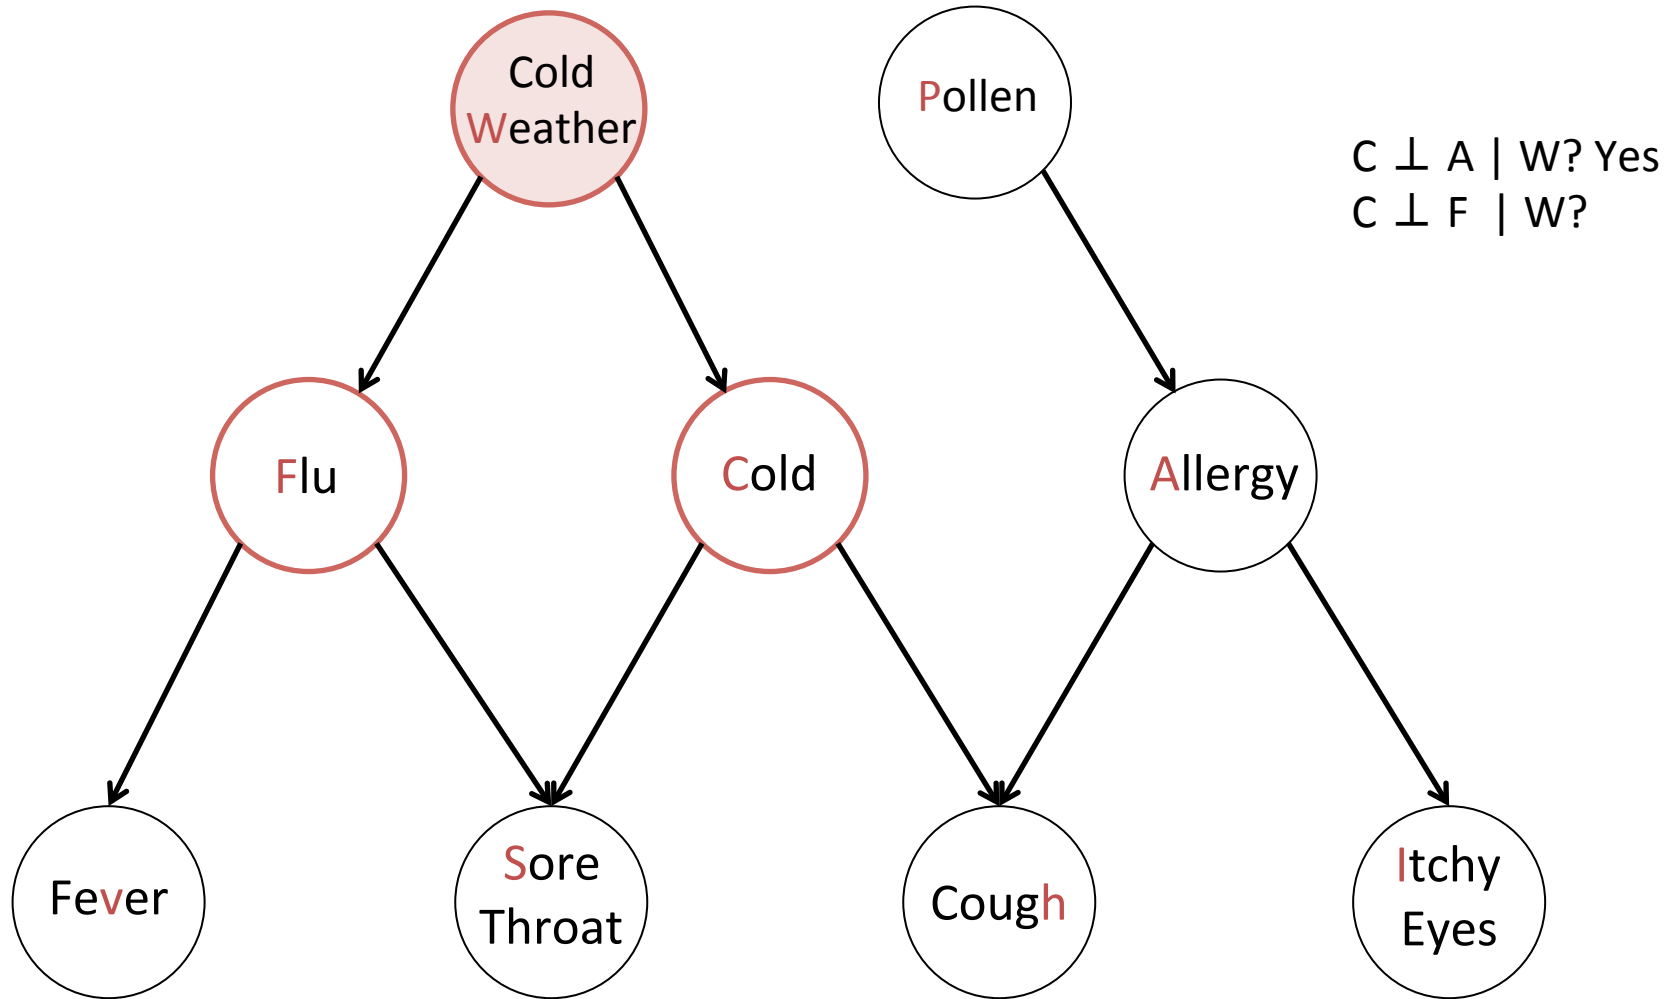 Cold
Weather
Pollen
C ⊥ A | W? Yes
C ⊥ F | W?
Flu
Cold
Allergy
Fever
Sore
Throat
Cough
Itchy
Eyes